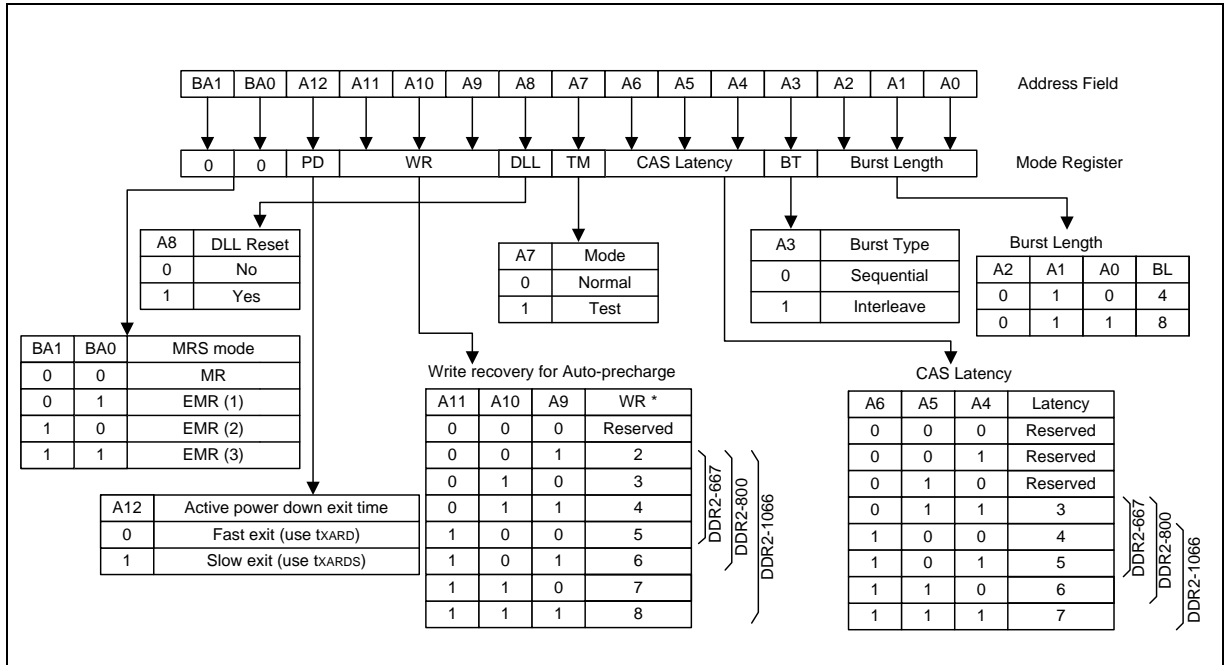 BA1 BA0 A12 A11 A10 A9 A8 A7 A6 A5 A4 A3 A2 A1 A0 Address Field
0 0 PD WR DLL TM CAS Latency BT Burst Length Mode Register
A8 DLL Reset
0 No
1 Yes
A7 Mode
0 Normal
1 Test
A3 Burst Type
0 Sequential
1 Interleave
Burst Length
A2 A1 A0 BL
0 1 0 4
0 1 1 8
BA1 BA0 MRS mode
0 0 MR
0 1 EMR (1)
1 0 EMR (2)
1 1 EMR (3)
A12 Active power down exit time
0 Fast exit (use tXARD)
1 Slow exit (use tXARDS)
Write recovery for Auto-precharge
A11 A10 A9 WR *
0 0 0 Reserved
0 0 1 2
0 1 0 3
0 1 1 4
1 0 0 5
1 0 1 6
1 1 0 7
1 1 1 8
DDR2-667
DDR2-800
DDR2-1066
CAS Latency
A6 A5 A4 Latency
0 0 0 Reserved
0 0 1 Reserved
0 1 0 Reserved
0 1 1 3
1 0 0 4
1 0 1 5
1 1 0 6
1 1 1 7
DDR2-667
DDR2-800
DDR2-1066